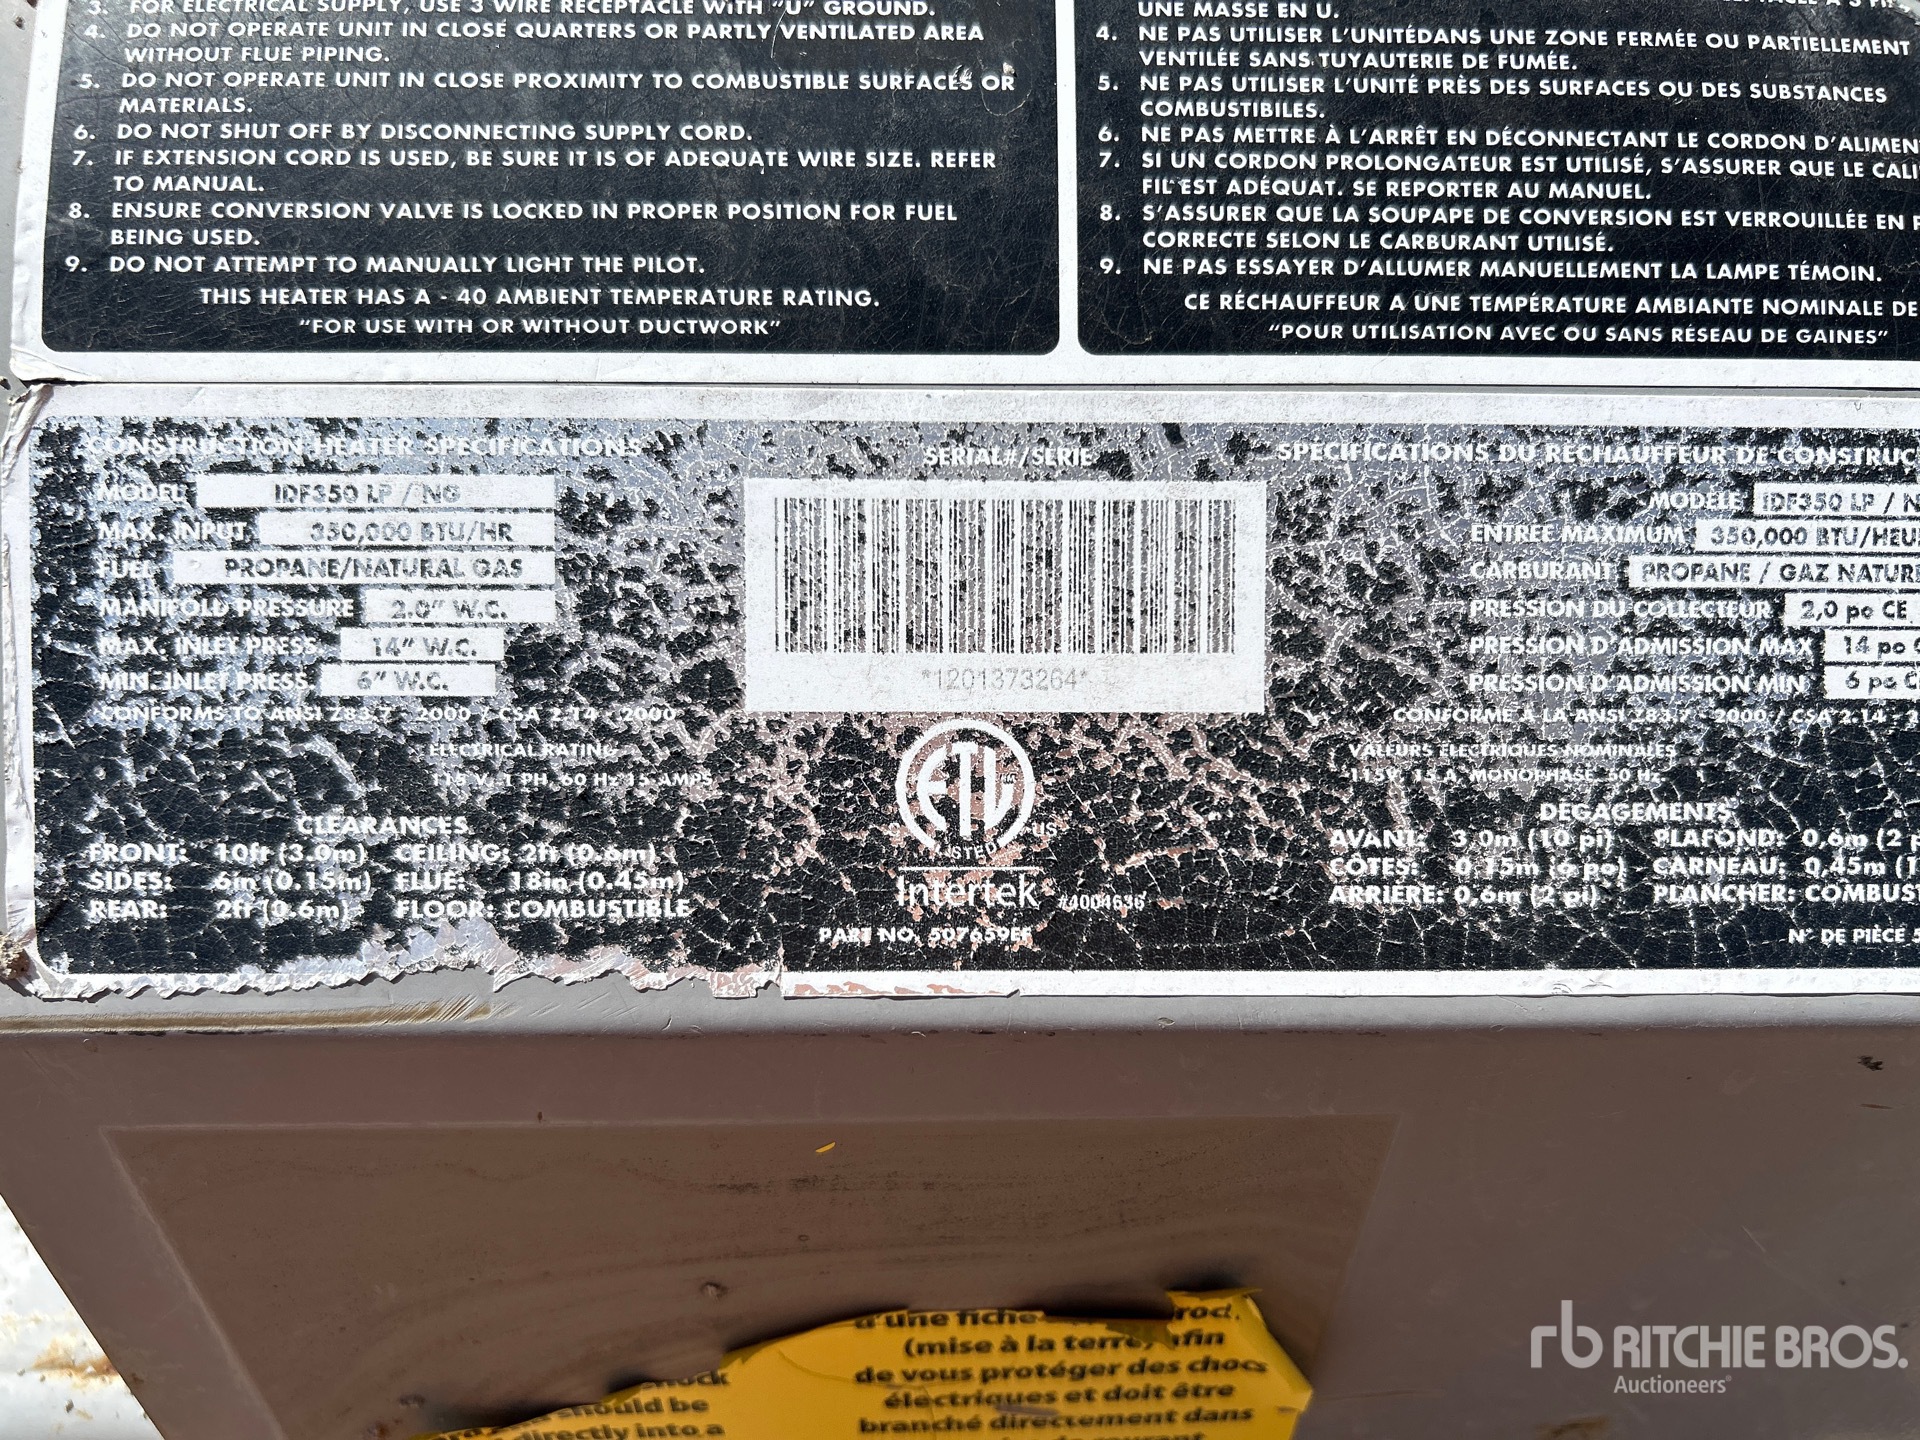 3. FOR ELECTRICAL SUPPLY, USE 3 WIRE RECEPTACLE WITH "U" GROUND.
4. DO NOT OPERATE UNIT IN CLOSE QUARTERS OR PARTLY VENTILATED AREA
WITHOUT FLUE PIPING.
5. DO NOT OPERATE UNIT IN CLOSE PROXIMITY TO COMBUSTIBLE SURFACES OR
MATERIALS.
6. DO NOT SHUT OFF BY DISCONNECTING SUPPLY CORD.
7. IF EXTENSION CORD IS USED, BE SURE IT IS OF ADEQUATE WIRE SIZE. REFER
TO MANUAL.
8. ENSURE CONVERSION VALVE IS LOCKED IN PROPER POSITION FOR FUEL
BEING USED.
9. DO NOT ATTEMPT TO MANUALLY LIGHT THE PILOT.
THIS HEATER HAS A - 40 AMBIENT TEMPERATURE RATING.
"FOR USE WITH OR WITHOUT DUCTWORK"
UNE MASSE EN U.
4. NE PAS UTILISER L'UNITÉDANS UNE ZONE FERMÉE OU PARTIELLEMENT
VENTILÉE SANS TUYAUTERIE DE FUMÉE.
5. NE PAS UTILISER L'UNITÉ PRÈS DES SURFACES OU DES SUBSTANCES
COMBUSTIBILES.
6. NE PAS METTRE À L'ARRÊT EN DÉCONNECTANT LE CORDON D'ALIMEN
7. SI UN CORDON PROLONGATEUR EST UTILISÉ, S'ASSURER QUE LE CALI
FIL EST ADÉQUAT. SE REPORTER AU MANUEL.
8. S'ASSURER QUE LA SOUPAPE DE CONVERSION EST VERROUILLÉE EN P
CORRECTE SELON LE CARBURANT UTILISÉ.
9. NE PAS ESSAYER D'ALLUMER MANUELLEMENT LA LAMPE TÉMOIN.
CE RÉCHAUFFEUR A UNE TEMPÉRATURE AMBIANTE NOMINALE DE
"POUR UTILISATION AVEC OU SANS RÉSEAU DE GAINES"
CONSTRUCTION HEATER SPECIFICATIONS
MODEL IDF350 LP / NG
MAX. INPUT 350,000 BTU/HR
FUEL PROPANE/NATURAL GAS
MANIFOLD PRESSURE 2.0" W.C.
MAX. INLET PRESS. 14" W.C.
MIN. INLET PRESS. 6" W.C.
CONFORMS TO ANSI Z83.7 - 2000 / CSA 2.14 - 2000
ELECTRICAL RATING
115 V, 1 PH, 60 Hz 15 AMPS
CLEARANCES
FRONT: 10ft (3.0m) CEILING: 2ft (0.6m)
SIDES: 6in (0.15m) FLUE: 18in (0.45m)
REAR: 2ft (0.6m) FLOOR: COMBUSTIBLE
SERIAL#/SÉRIE
*1201373264*
ETL
C US
LISTED
Intertek #4004636
PART NO. 507659EF
SPÉCIFICATIONS DU RÉCHAUFFEUR DE CONSTRUC
MODÈLE IDF350 LP / N
ENTRÉE MAXIMUM 350,000 BTU/HEU
CARBURANT PROPANE / GAZ NATURE
PRESSION DU COLLECTEUR 2,0 po CE
PRESSION D'ADMISSION MAX 14 po C
PRESSION D'ADMISSION MIN 6 po C
CONFORME À LA ANSI Z83.7 - 2000 / CSA 2.14 - 2
VALEURS ÉLECTRIQUES NOMINALES
115V, 15 A, MONOPHASÉ, 60 Hz
DÉGAGEMENTS
AVANT: 3.0m (10 pi) PLAFOND: 0,6m (2 p
CÔTÉS: 0.15m (6 po) CARNEAU: 0,45m (1
ARRIÈRE: 0,6m (2 pi) PLANCHER: COMBUST
N° DE PIÈCE 5
d'une fiche
(mise à la terre) afin
de vous protéger des chocs
électriques et doit être
branché directement dans
should be
directly into a
rb RITCHIE BROS.
Auctioneers